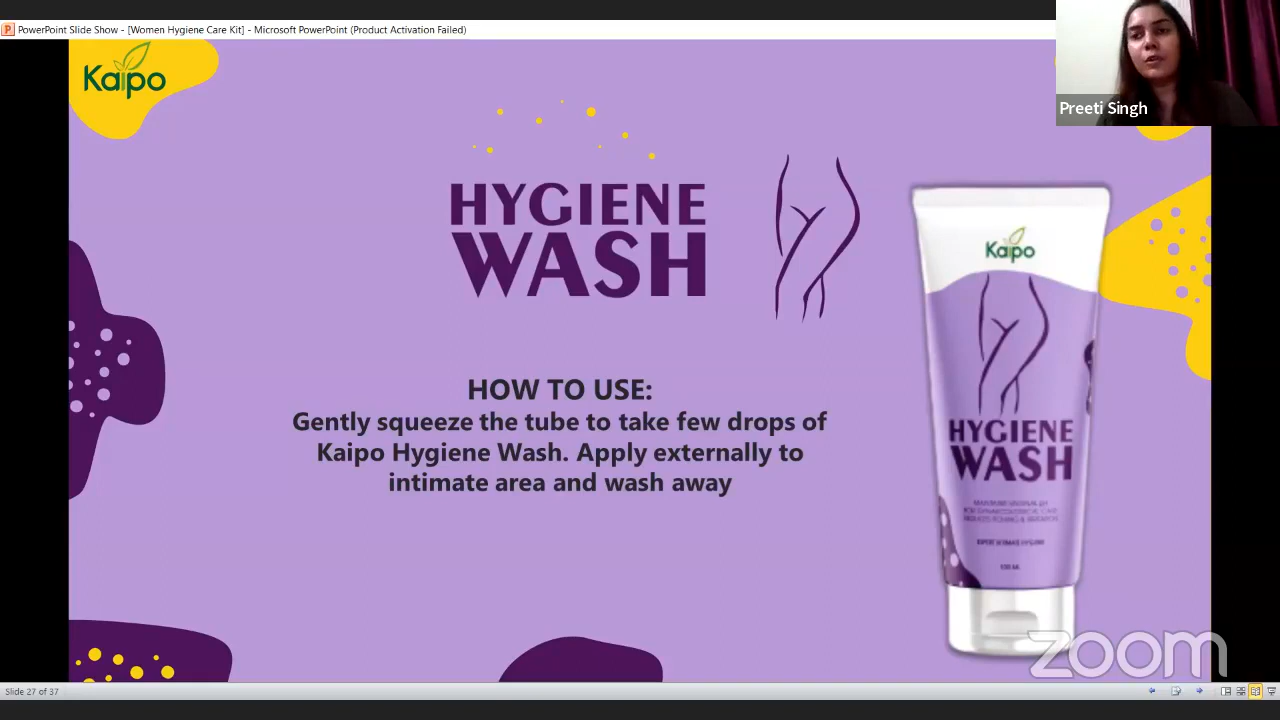 PowerPoint Slide Show - [Women Hygiene Care Kit] - Microsoft PowerPoint (Product Activation Failed)
Kaipo
Preeti Singh
HYGIENE
WASH
Kaipo
HOW TO USE:
Gently squeeze the tube to take few drops of
Kaipo Hygiene Wash. Apply externally to
intimate area and wash away
HYGIENE
WASH
zoom
Slide 27 of 37